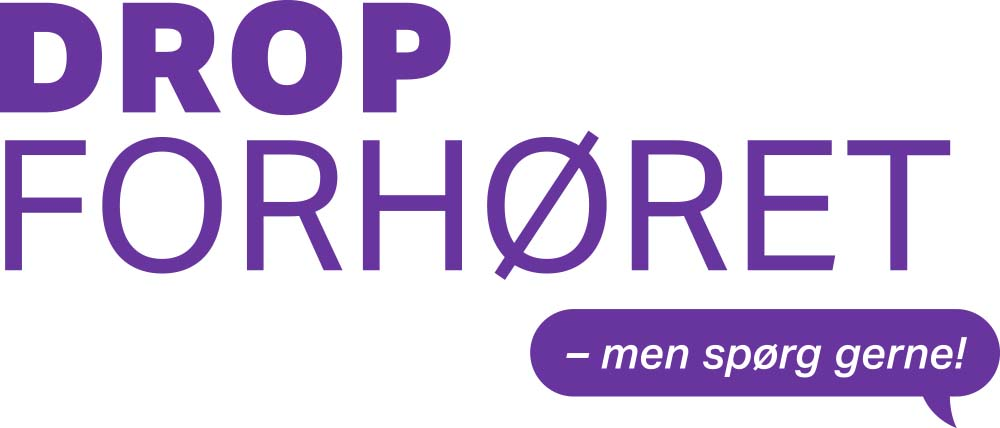 DROP
FORHØRET
– men spørg gerne!